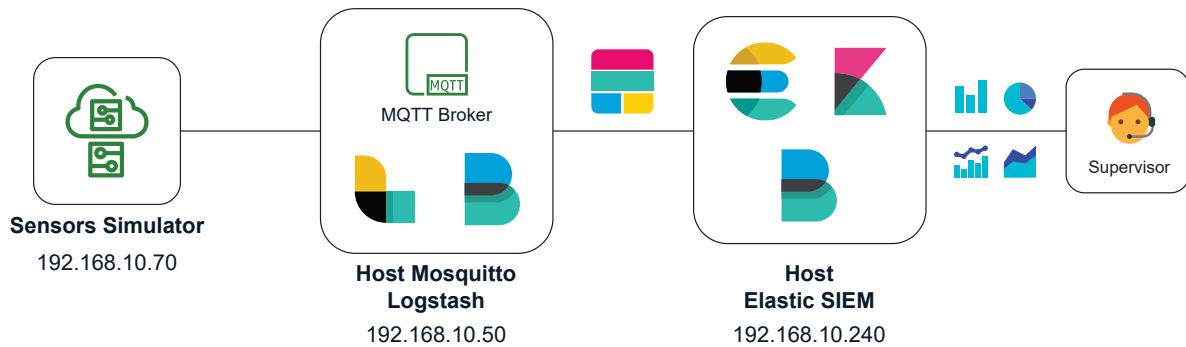 MQTT
MQTT Broker
Supervisor
Sensors Simulator
192.168.10.70
Host Mosquitto
Logstash
192.168.10.50
Host
Elastic SIEM
192.168.10.240